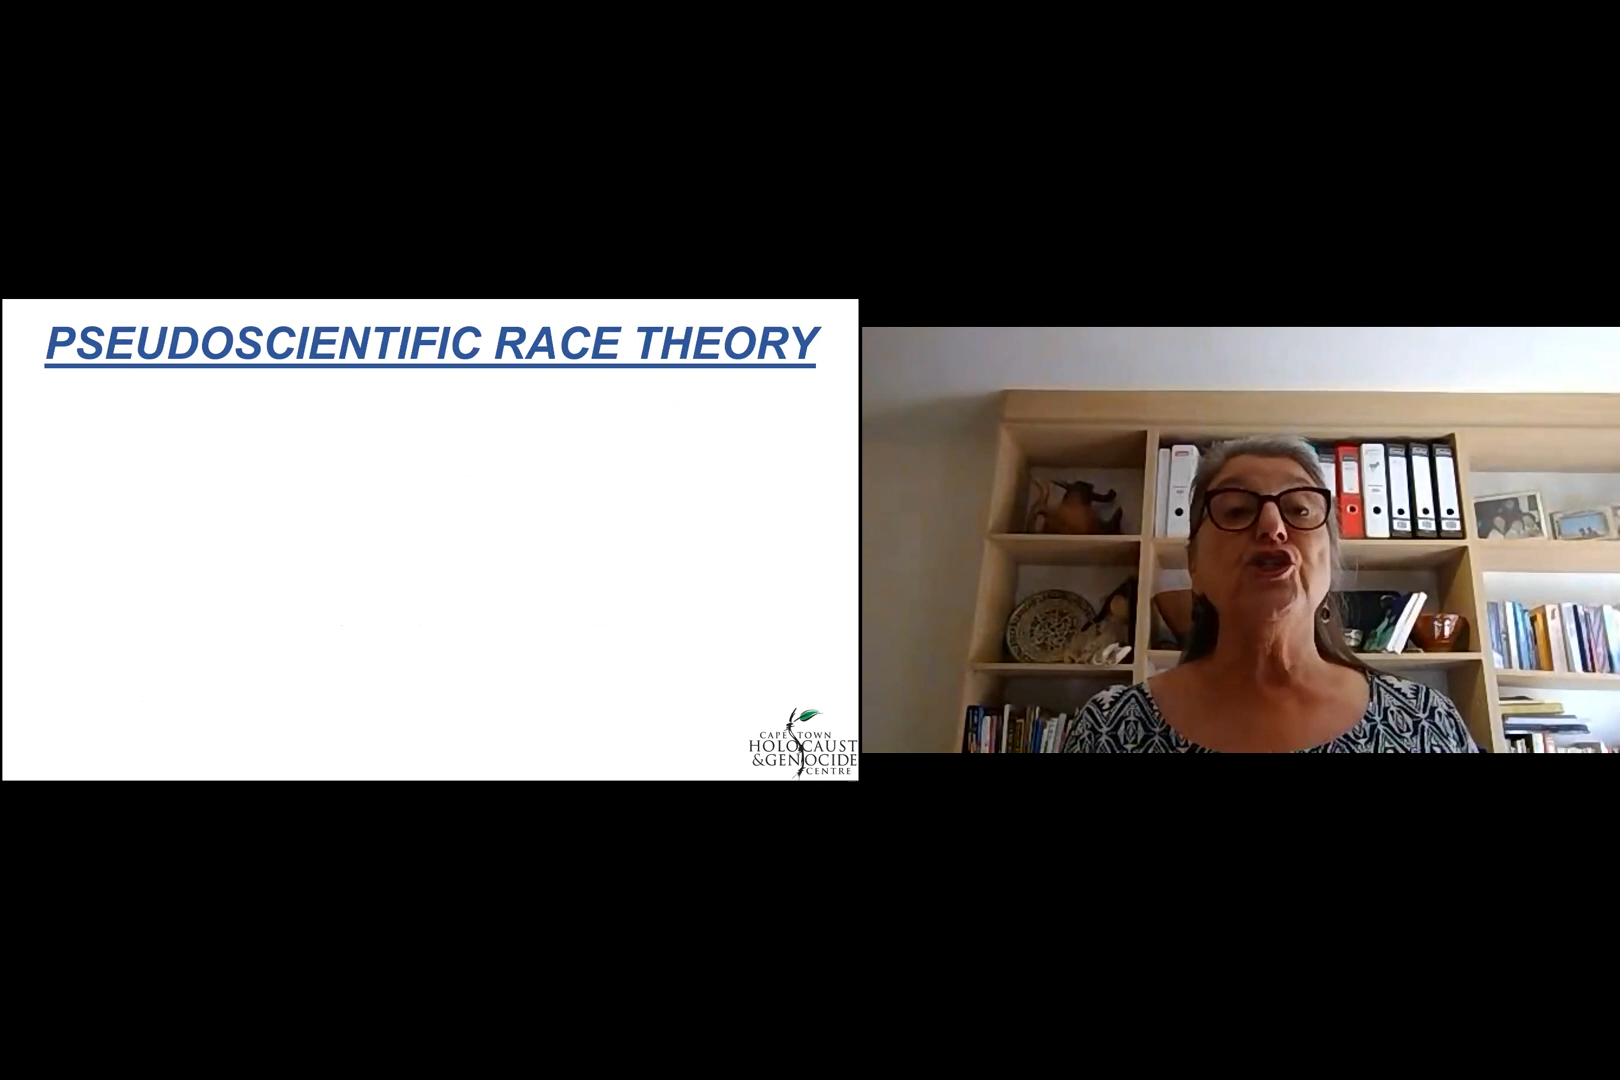 PSEUDOSCIENTIFIC RACE THEORY
CAPE TOWN
HOLOCAUST
&GENOCIDE
CENTRE